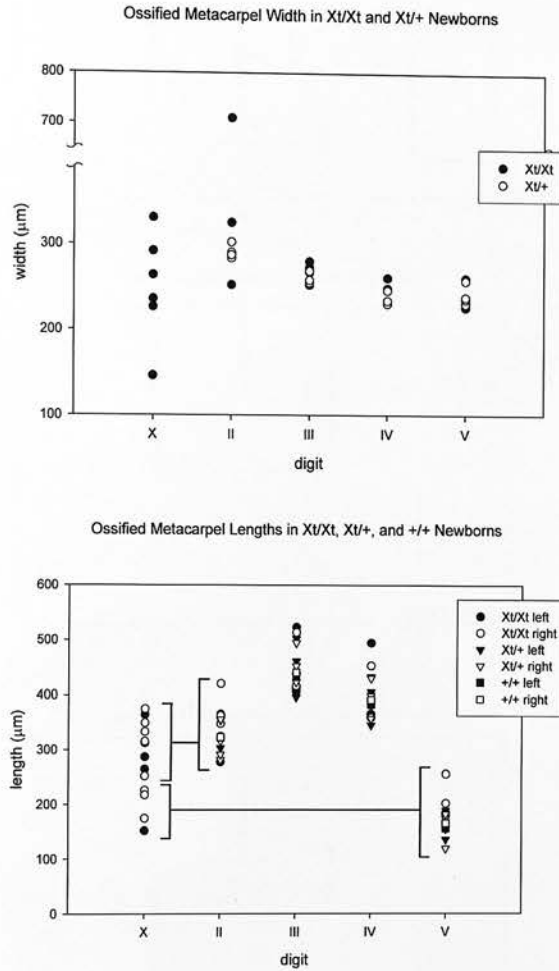 Ossified Metacarpel Width in Xt/Xt and Xt/+ Newborns
800
700
300
200
100
width (µm)
Xt/Xt
Xt/+
X II III IV V
digit
Ossified Metacarpel Lengths in Xt/Xt, Xt/+, and +/+ Newborns
600
500
400
300
200
100
0
length (µm)
Xt/Xt left
Xt/Xt right
Xt/+ left
Xt/+ right
+/+ left
+/+ right
X II III IV V
digit